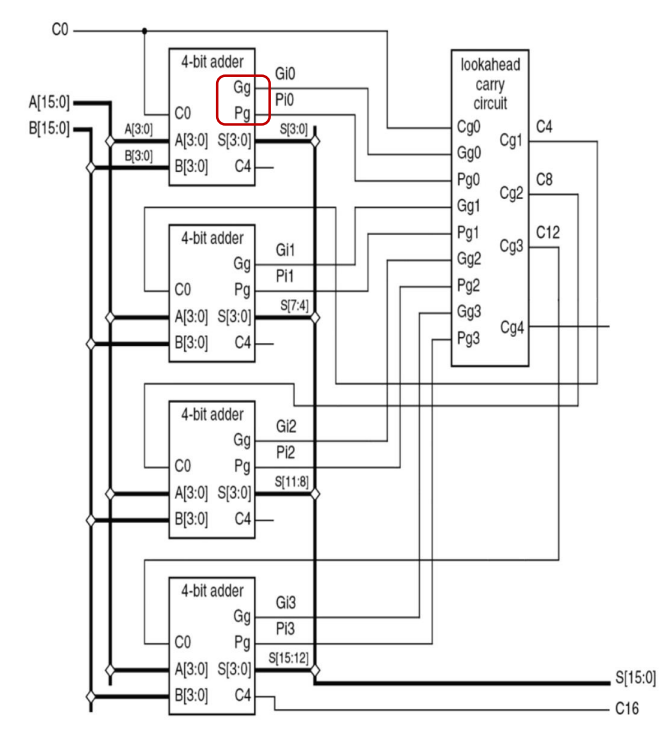 C0
4-bit adder
Gg
Gi0
Pg
Pi0
C0
A[15:0]
B[15:0]
A[3:0]
A[3:0]
S[3:0]
S[3:0]
B[3:0]
B[3:0]
C4
lookahead
carry
circuit
Cg0
Cg1
C4
Gg0
Pg0
Cg2
C8
Gg1
Pg1
Cg3
C12
Gg2
Pg2
Gg3
Cg4
Pg3
4-bit adder
Gg
Gi1
C0
Pg
Pi1
A[3:0]
S[3:0]
S[7:4]
B[3:0]
C4
4-bit adder
Gg
Gi2
C0
Pg
Pi2
A[3:0]
S[3:0]
S[11:8]
B[3:0]
C4
4-bit adder
Gg
Gi3
C0
Pg
Pi3
A[3:0]
S[3:0]
S[15:12]
B[3:0]
C4
S[15:0]
C16